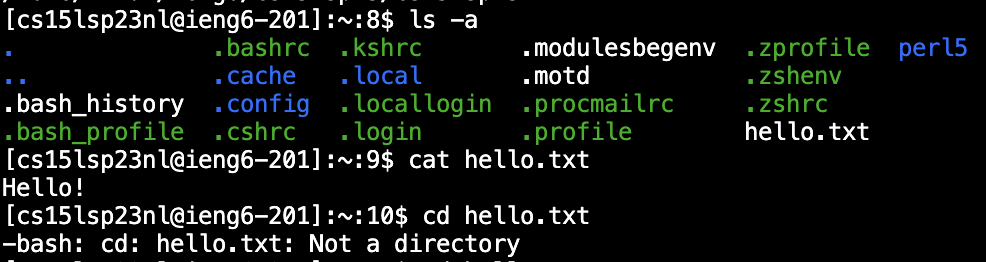 [cs15lsp23nl@ieng6-201]:~:8$ ls -a
. .bashrc .kshrc .modulesbegenv .zprofile perl5
.. .cache .local .motd .zshenv
.bash_history .config .locallogin .procmailrc .zshrc
.bash_profile .cshrc .login .profile hello.txt
[cs15lsp23nl@ieng6-201]:~:9$ cat hello.txt
Hello!
[cs15lsp23nl@ieng6-201]:~:10$ cd hello.txt
-bash: cd: hello.txt: Not a directory